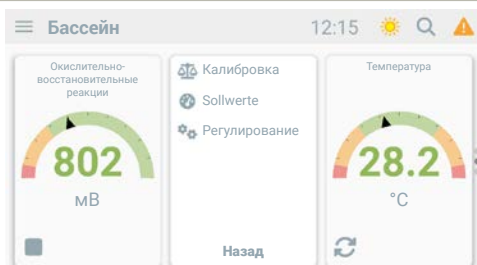 Бассейн 12:15
Окислительно-
восстановительные
реакции
802
мВ
Калибровка
Sollwerte
Регулирование
Назад
Температура
28.2
°C